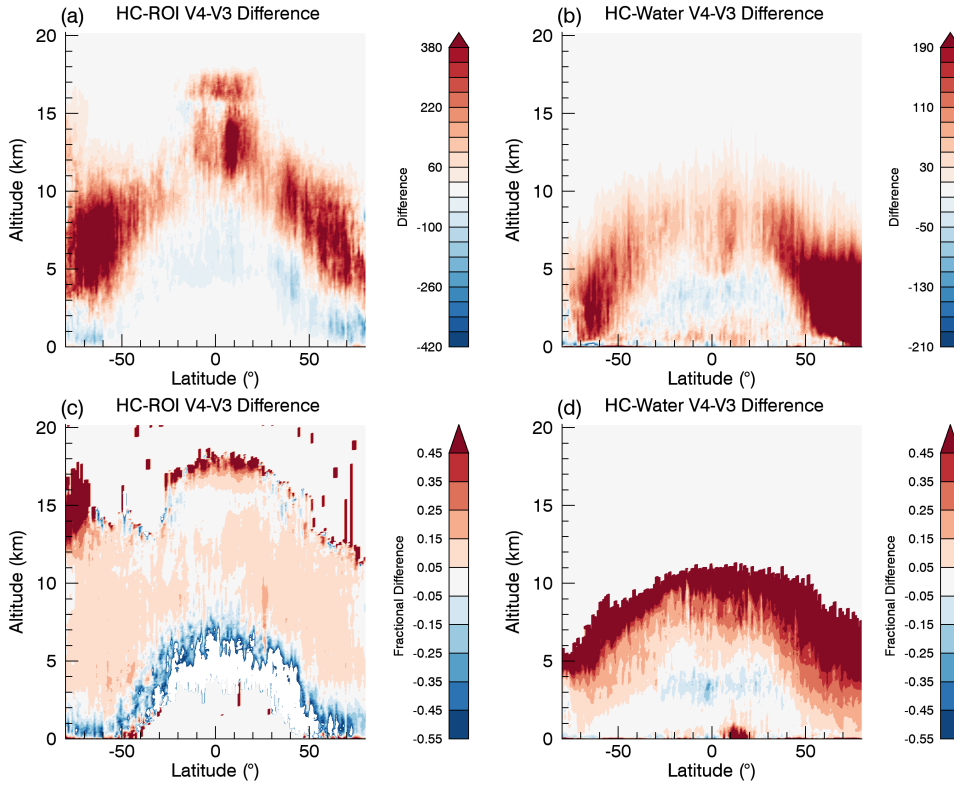 (a) HC-ROI V4-V3 Difference
20
15
10
5
0
Altitude (km)
-50 0 50
Latitude (°)
Difference
380
220
60
-100
-260
-420
(b) HC-Water V4-V3 Difference
20
15
10
5
0
Altitude (km)
-50 0 50
Latitude (°)
Difference
190
110
30
-50
-130
-210
(c) HC-ROI V4-V3 Difference
20
15
10
5
0
Altitude (km)
-50 0 50
Latitude (°)
Fractional Difference
0.45
0.35
0.25
0.15
0.05
-0.05
-0.15
-0.25
-0.35
-0.45
-0.55
(d) HC-Water V4-V3 Difference
20
15
10
5
0
Altitude (km)
-50 0 50
Latitude (°)
Fractional Difference
0.45
0.35
0.25
0.15
0.05
-0.05
-0.15
-0.25
-0.35
-0.45
-0.55